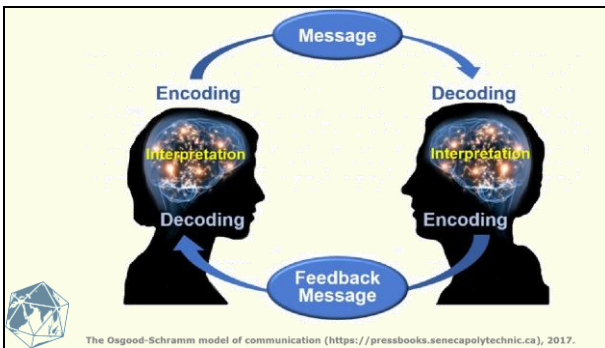 Message
Encoding
Decoding
Interpretation
Interpretation
Decoding
Encoding
Feedback
Message
The Osgood-Schramm model of communication (https://pressbooks.senecapolytechnic.ca), 2017.